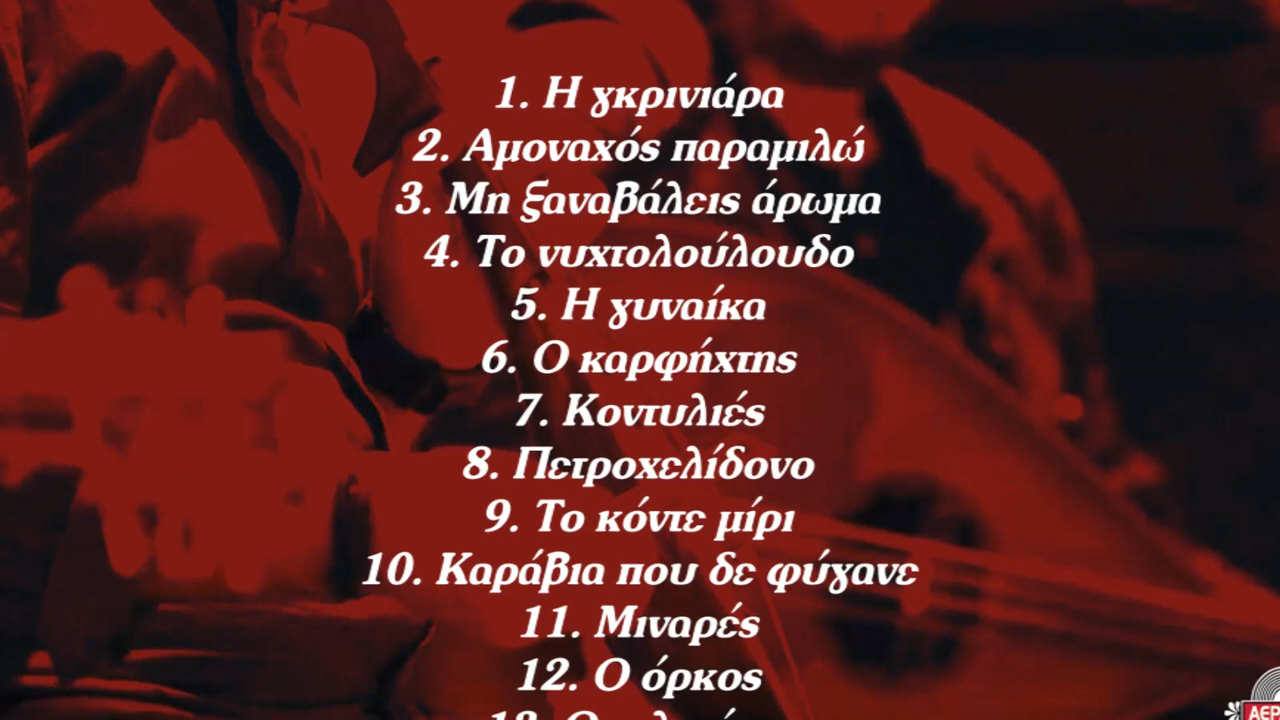 1. Η γκρινιάρα
2. Αμοναχός παραμιλώ
3. Μη ξαναβάλεις άρωμα
4. Το νυχτολούλουδο
5. Η γυναίκα
6. Ο καρφήχτης
7. Κοντυλιές
8. Πετροχελίδονο
9. Το κόντε μίρι
10. Καράβια που δε φύγανε
11. Μιναρές
12. Ο όρκος
13. Ο